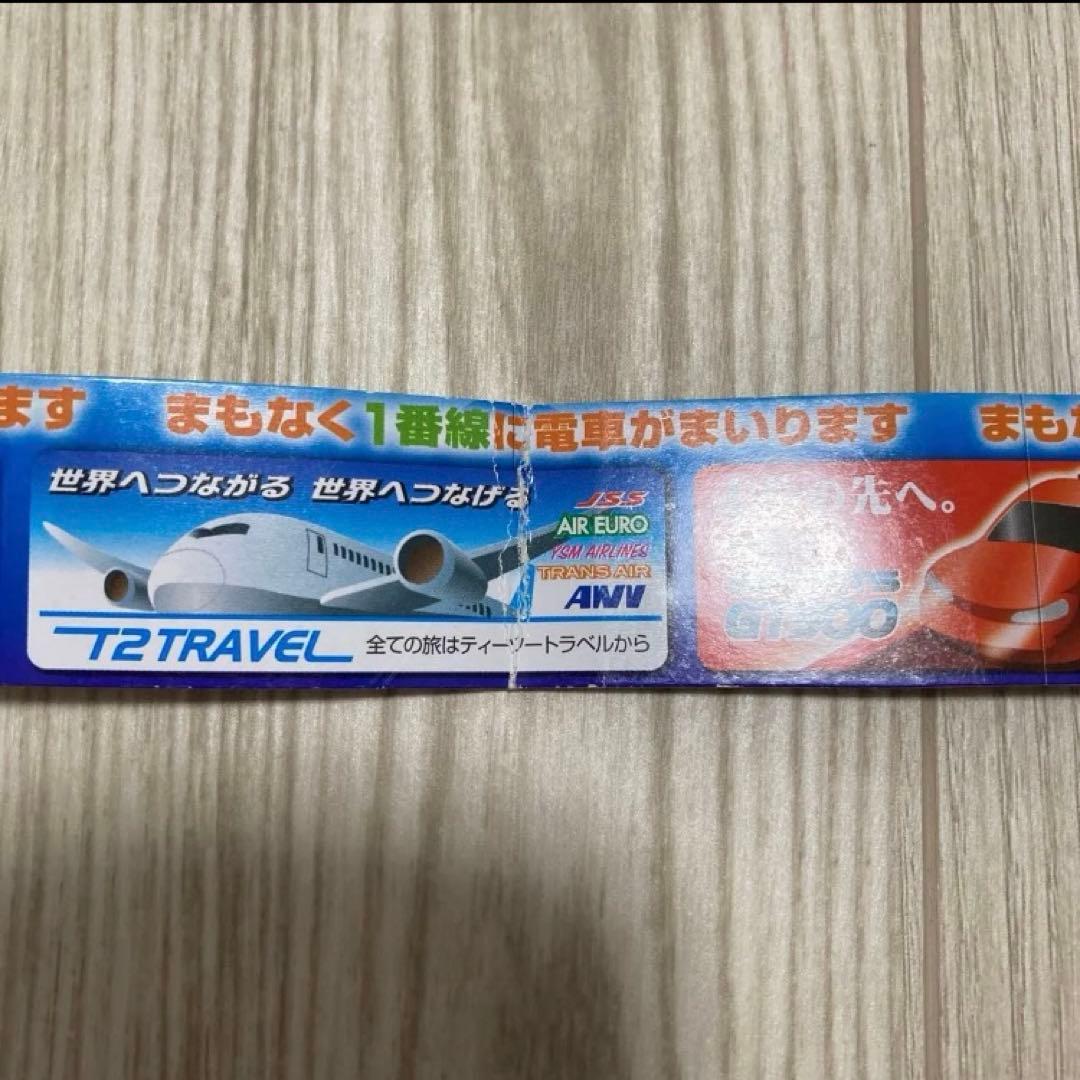 ます まもなく1番線に電車がまいります まもな
世界へつながる 世界へつなげる
J.S.S
AIR EURO
YSM AIRLINES
TRANS AIR
ANV
T2 TRAVEL 全ての旅はティーツートラベルから
の先へ。